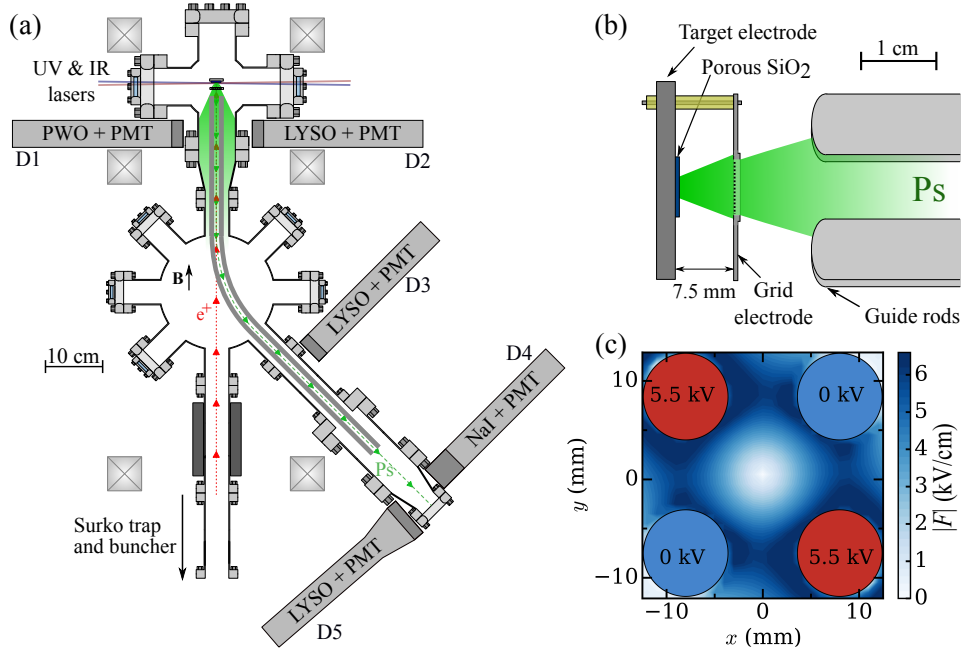 (a)
UV & IR
lasers
PWO + PMT
LYSO + PMT
D1
D2
LYSO + PMT
D3
B
e+
10 cm
D4
NaI + PMT
Ps
Surko trap
and buncher
LYSO + PMT
D5
(b)
Target electrode
Porous SiO2
1 cm
Ps
7.5 mm
Grid
electrode
Guide rods
(c)
10
0
−10
y (mm)
5.5 kV
0 kV
0 kV
5.5 kV
−10
0
10
x (mm)
6
5
4
3
2
1
0
|F| (kV/cm)